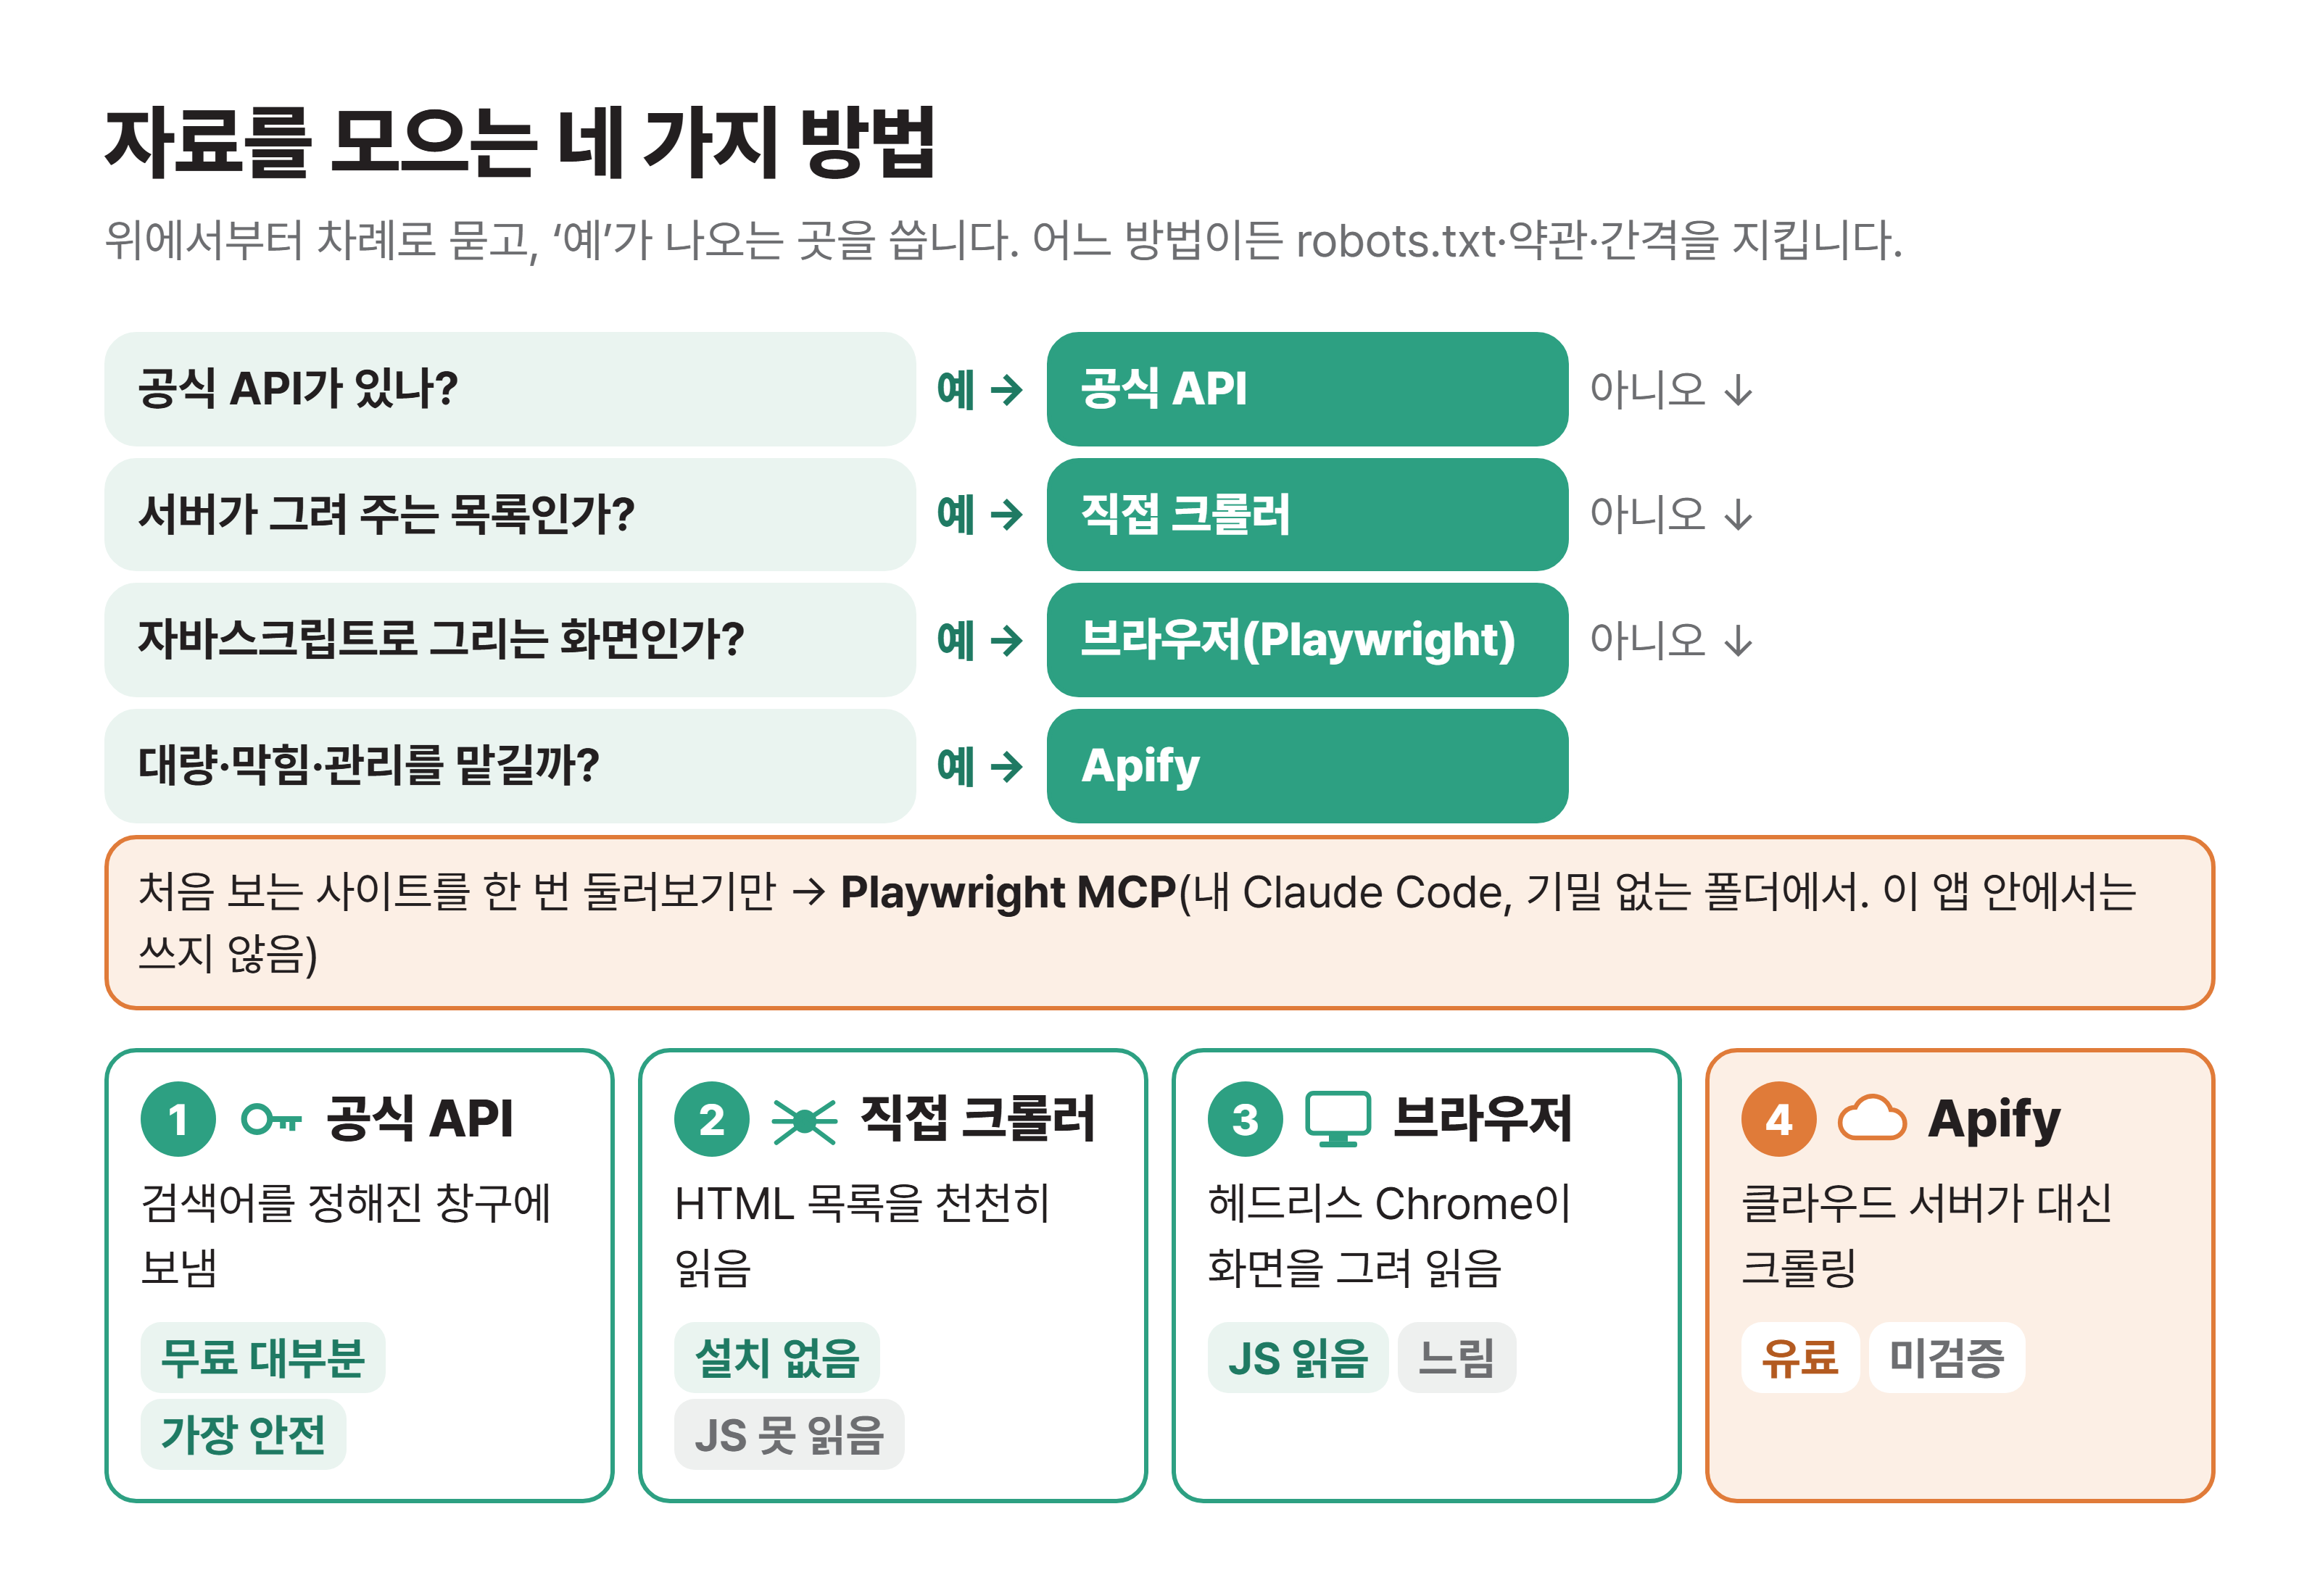 자료를 모으는 네 가지 방법
위에서부터 차례로 묻고, ‘예’가 나오는 곳을 씁니다. 어느 방법이든 robots.txt·약관·간격을 지킵니다.
공식 API가 있나? 예 → 공식 API 아니오 ↓
서버가 그려 주는 목록인가? 예 → 직접 크롤러 아니오 ↓
자바스크립트로 그리는 화면인가? 예 → 브라우저(Playwright) 아니오 ↓
대량·막힘·관리를 맡길까? 예 → Apify
처음 보는 사이트를 한 번 둘러보기만 → Playwright MCP(내 Claude Code, 기밀 없는 폴더에서. 이 앱 안에서는
쓰지 않음)
1 공식 API
검색어를 정해진 창구에
보냄
무료 대부분
가장 안전
2 직접 크롤러
HTML 목록을 천천히
읽음
설치 없음
JS 못 읽음
3 브라우저
헤드리스 Chrome이
화면을 그려 읽음
JS 읽음 느림
4 Apify
클라우드 서버가 대신
크롤링
유료 미검증